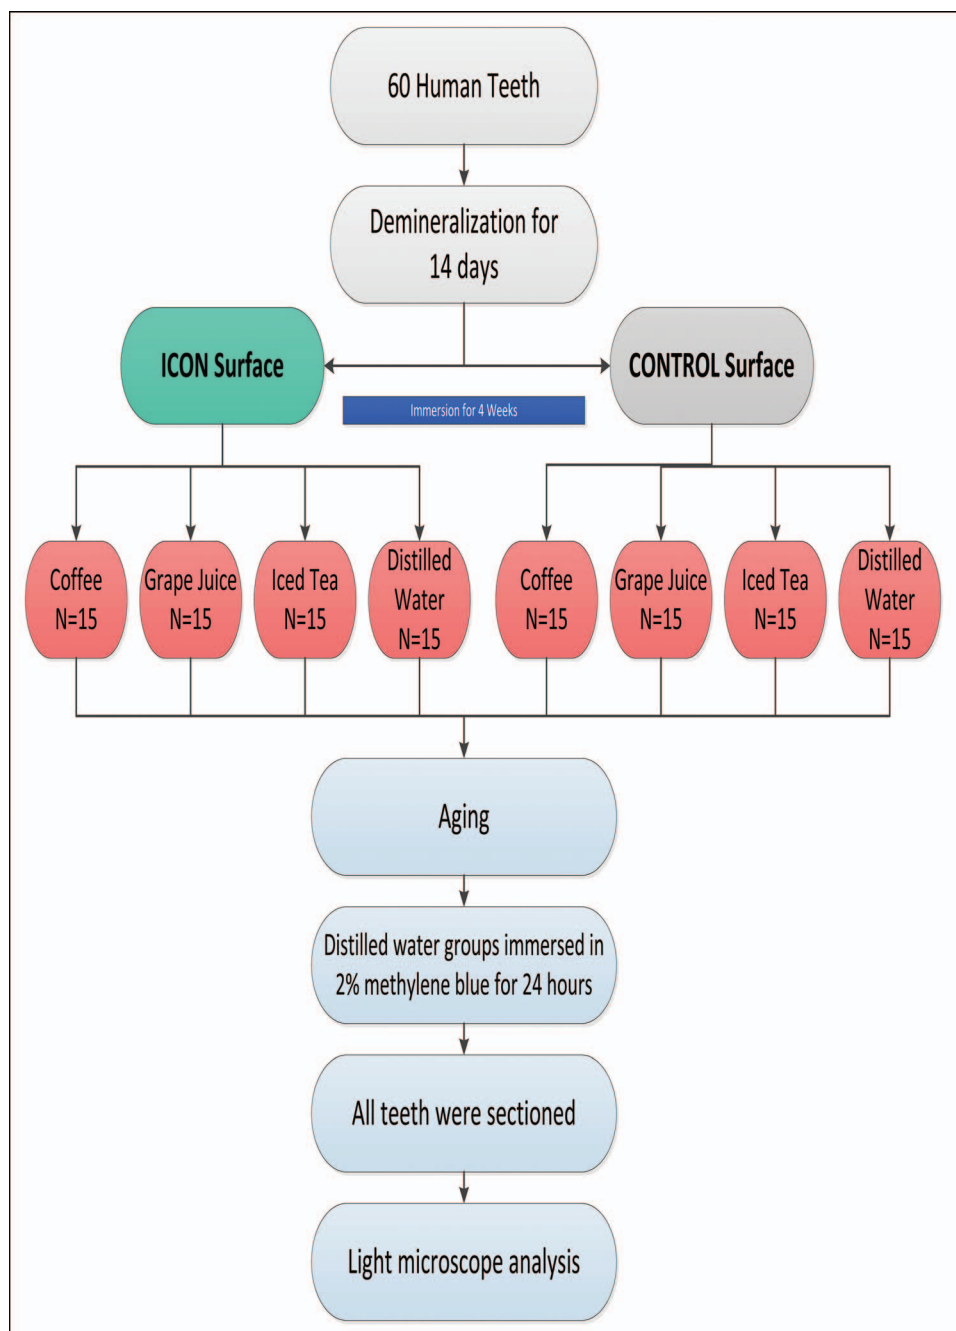 60 Human Teeth
Demineralization for
14 days
ICON Surface
CONTROL Surface
Immersion for 4 Weeks
Coffee
N=15
Grape Juice
N=15
Iced Tea
N=15
Distilled
Water
N=15
Coffee
N=15
Grape Juice
N=15
Iced Tea
N=15
Distilled
Water
N=15
Aging
Distilled water groups immersed in
2% methylene blue for 24 hours
All teeth were sectioned
Light microscope analysis